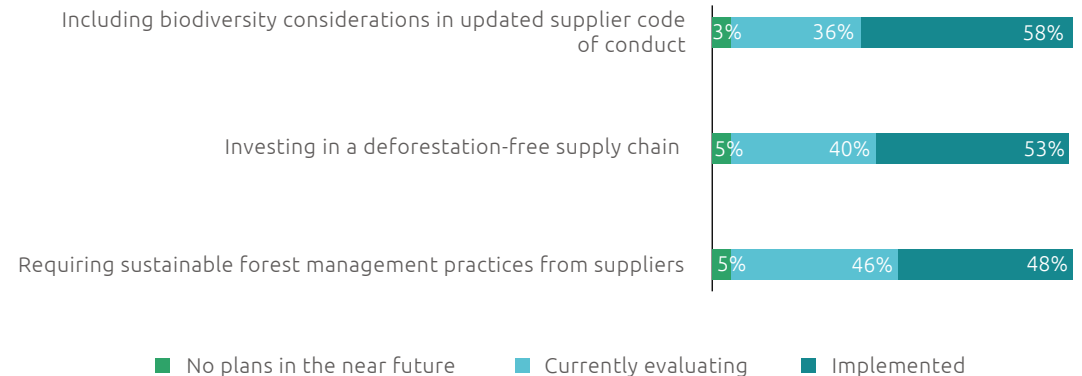 Including biodiversity considerations in updated supplier code
of conduct
3% 36% 58%
Investing in a deforestation-free supply chain
5% 40% 53%
Requiring sustainable forest management practices from suppliers
5% 46% 48%
No plans in the near future Currently evaluating Implemented